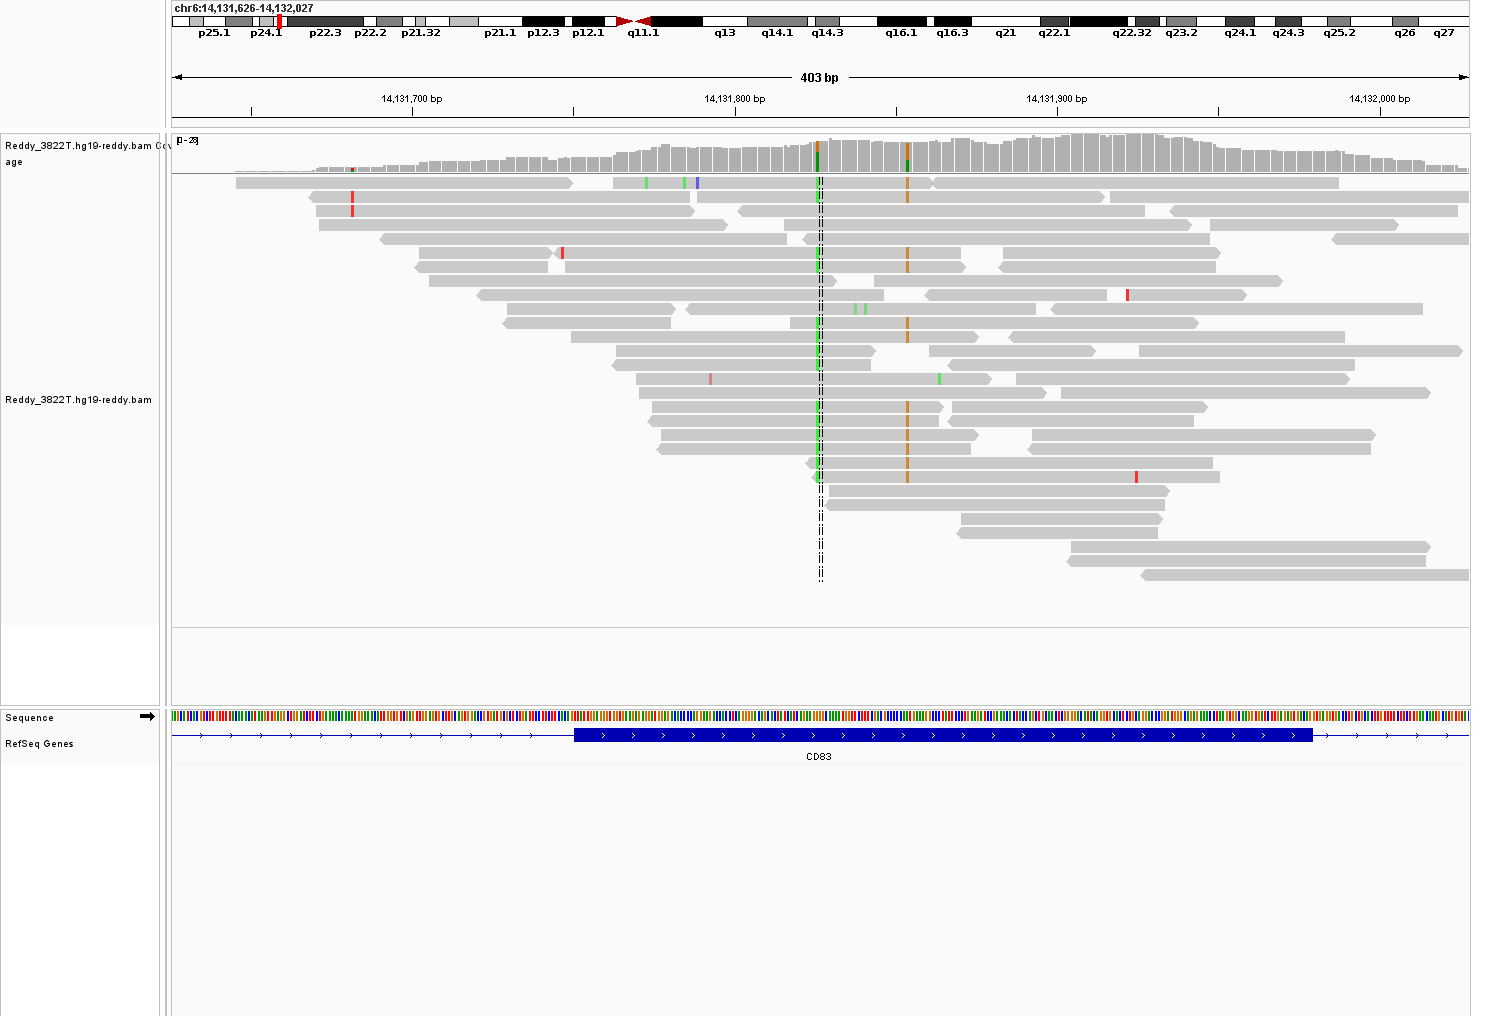 chr6:14,131,626-14,132,027
p25.1 p24.1 p22.3 p22.2 p21.32 p21.1 p12.3 p12.1 q11.1 q13 q14.1 q14.3 q16.1 q16.3 q21 q22.1 q22.32 q23.2 q24.1 q24.3 q25.2 q26 q27
403 bp
14,131,700 bp 14,131,800 bp 14,131,900 bp 14,132,000 bp
Reddy_3822T.hg19-reddy.bam Cov
age
[0 - 28]
Reddy_3822T.hg19-reddy.bam
Sequence
RefSeq Genes
CD83